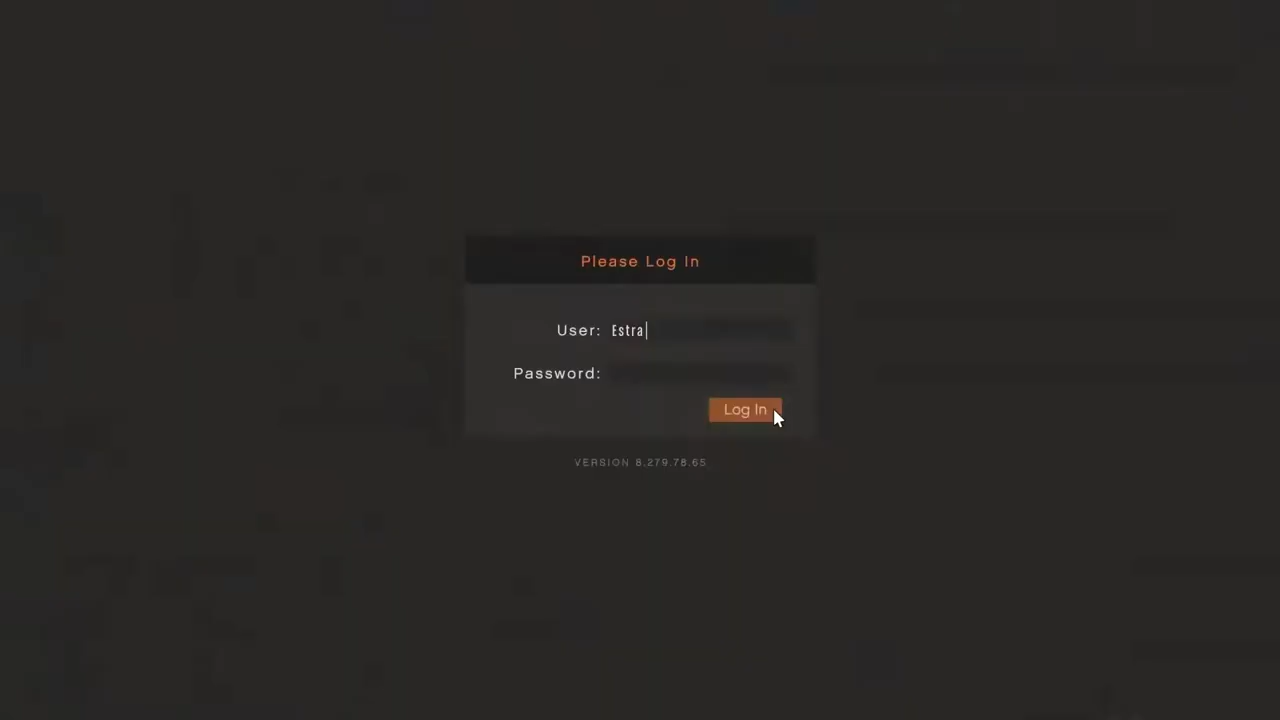 Please Log In
User: Estra
Password:
Log In
VERSION 8.279.78.65